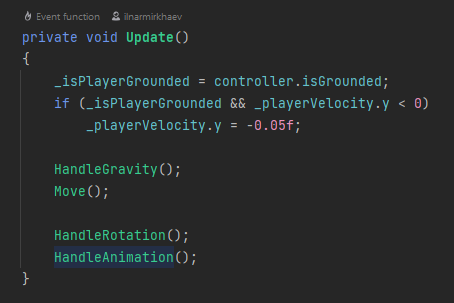 Event function ilnarmirkhaev
private void Update()
{
    _isPlayerGrounded = controller.isGrounded;
    if (_isPlayerGrounded && _playerVelocity.y < 0)
        _playerVelocity.y = -0.05f;

    HandleGravity();
    Move();

    HandleRotation();
    HandleAnimation();
}